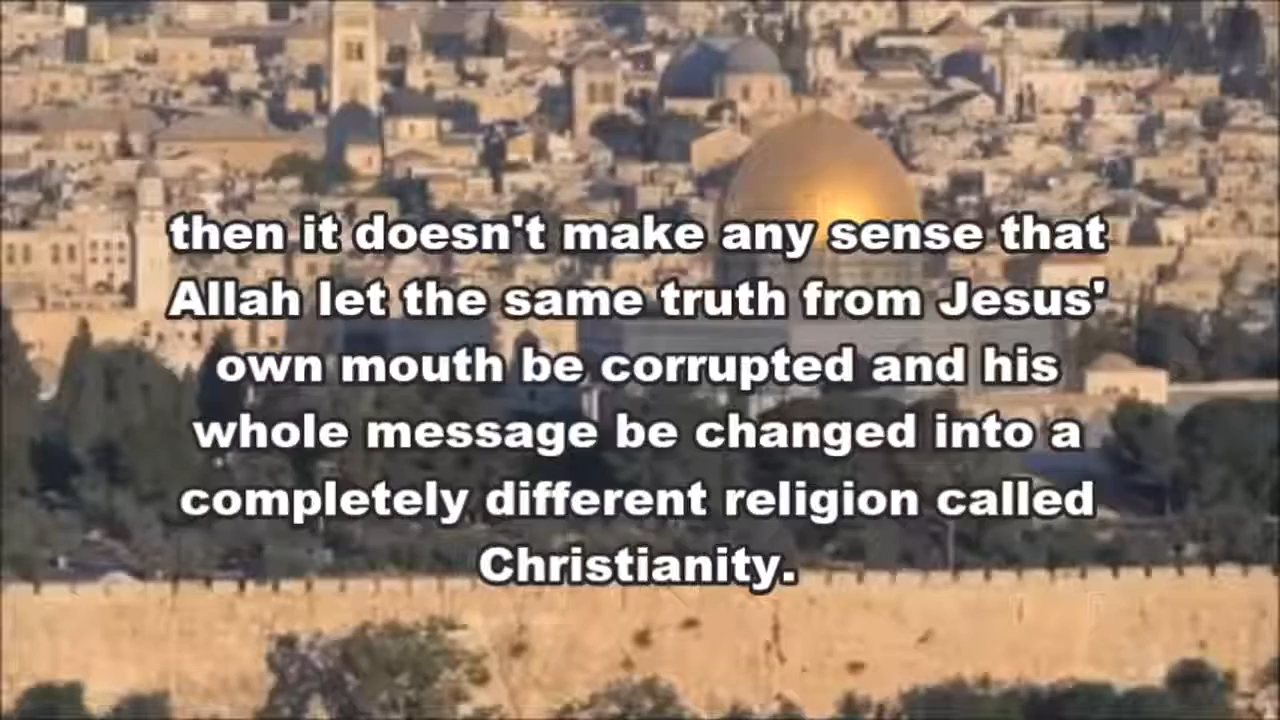 then it doesn't make any sense that
Allah let the same truth from Jesus'
own mouth be corrupted and his
whole message be changed into a
completely different religion called
Christianity.